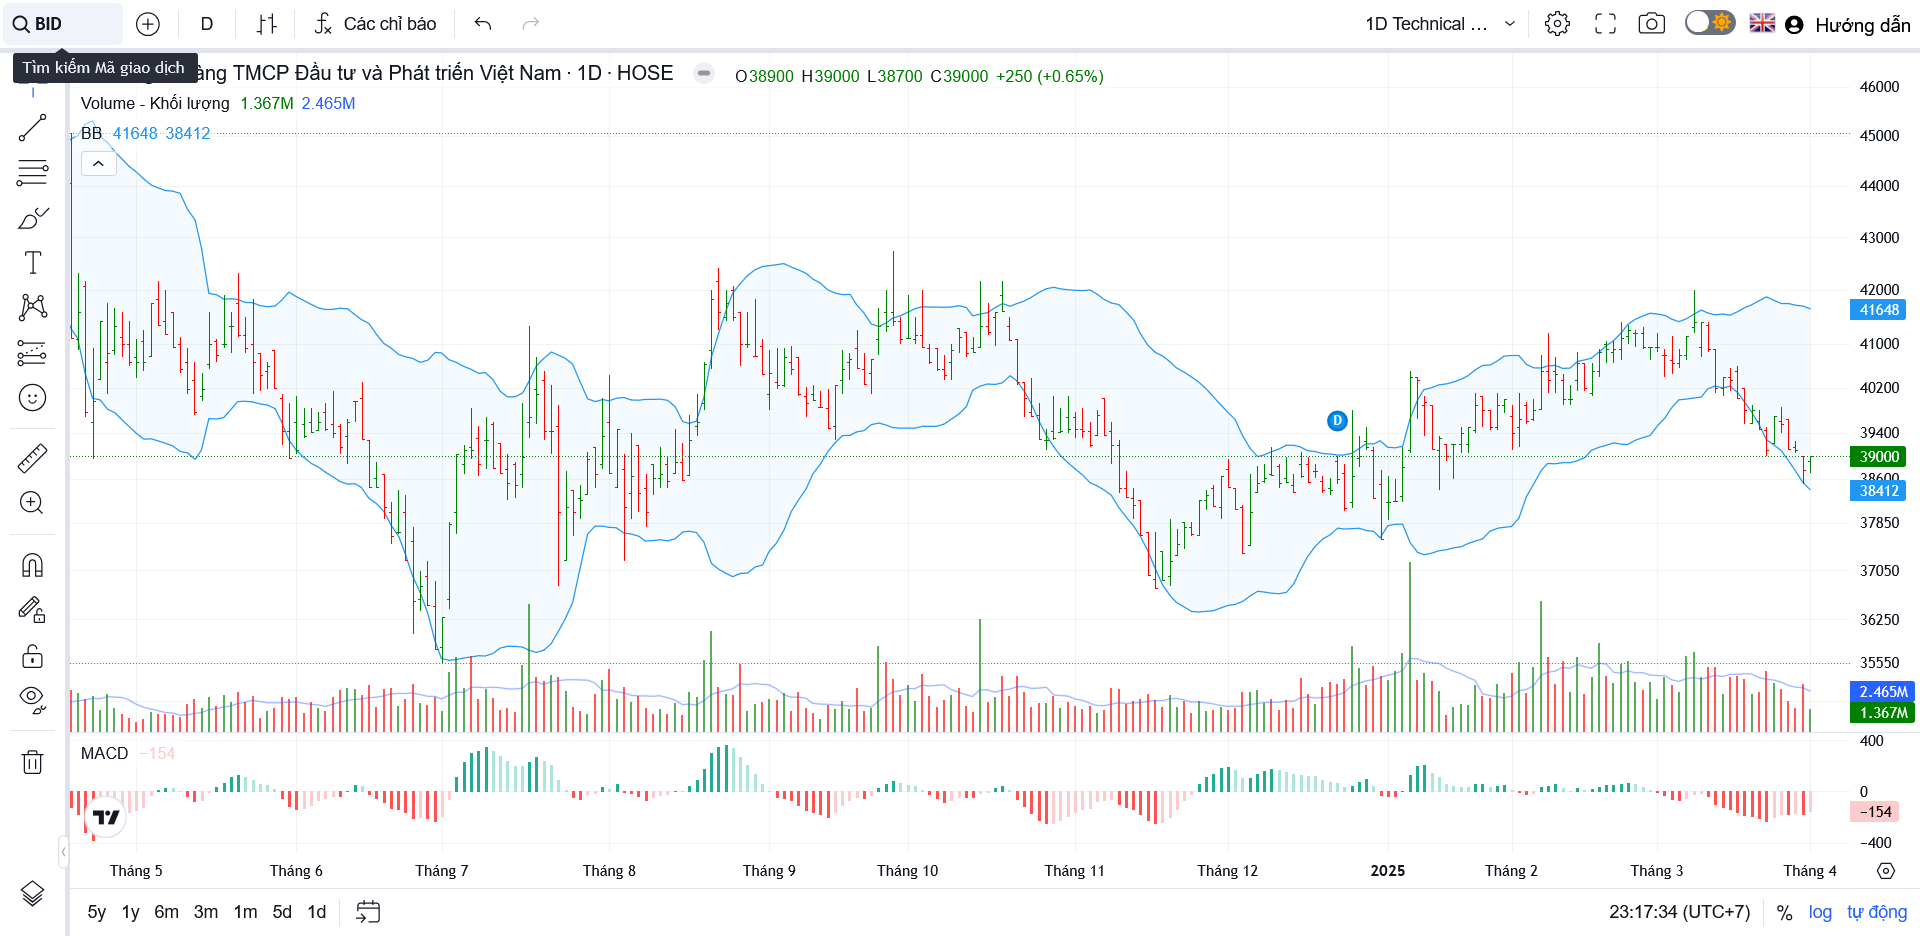 BID
D
Các chỉ báo
1D Technical ...
Hướng dẫn
Tìm kiếm Mã giao dịch
àng TMCP Đầu tư và Phát triển Việt Nam · 1D · HOSE
O38900 H39000 L38700 C39000 +250 (+0.65%)
Volume - Khối lượng 1.367M 2.465M
BB 41648 38412
46000
45000
44000
43000
42000
41648
41000
40200
39400
39000
38600
38412
37850
37050
36250
35550
2.465M
1.367M
D
MACD −154
400
0
−154
−400
Tháng 5 Tháng 6 Tháng 7 Tháng 8 Tháng 9 Tháng 10 Tháng 11 Tháng 12 2025 Tháng 2 Tháng 3 Tháng 4
5y 1y 6m 3m 1m 5d 1d
23:17:34 (UTC+7) % log tự động